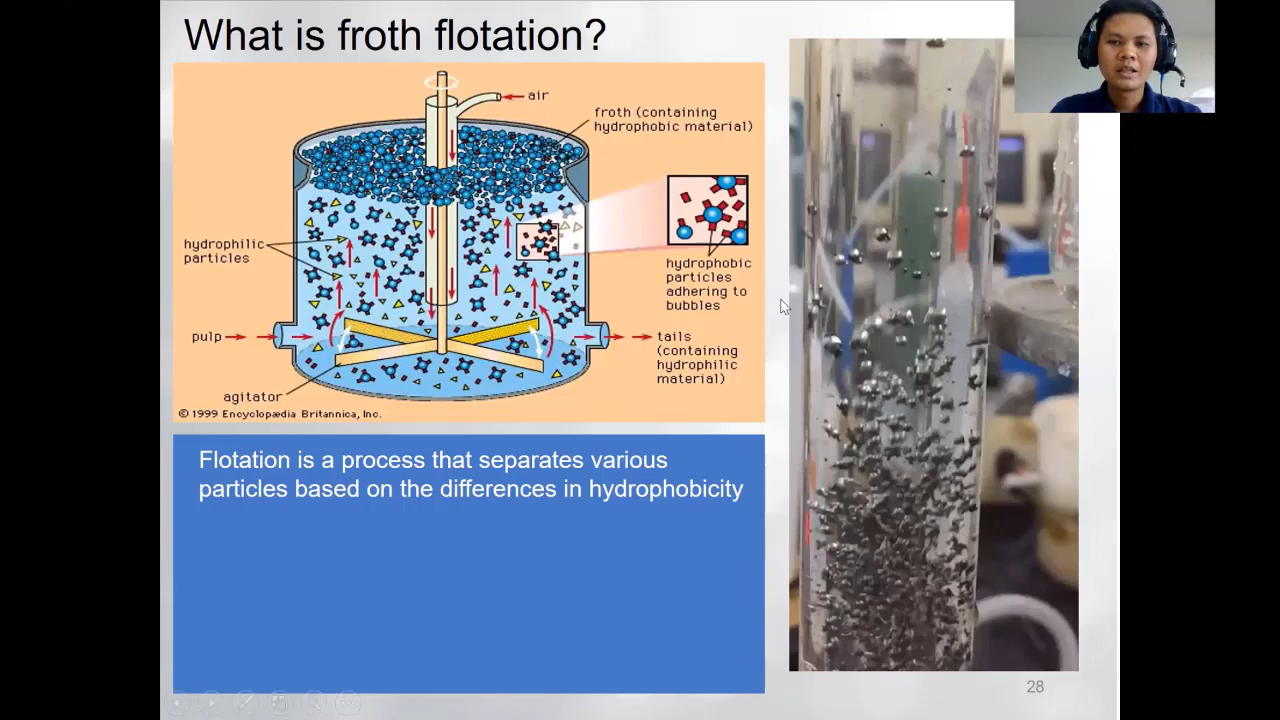 What is froth flotation?
air
froth (containing
hydrophobic material)
hydrophilic
particles
hydrophobic
particles
adhering to
bubbles
pulp
tails
(containing
hydrophilic
material)
agitator
© 1999 Encyclopædia Britannica, Inc.
Flotation is a process that separates various
particles based on the differences in hydrophobicity
28